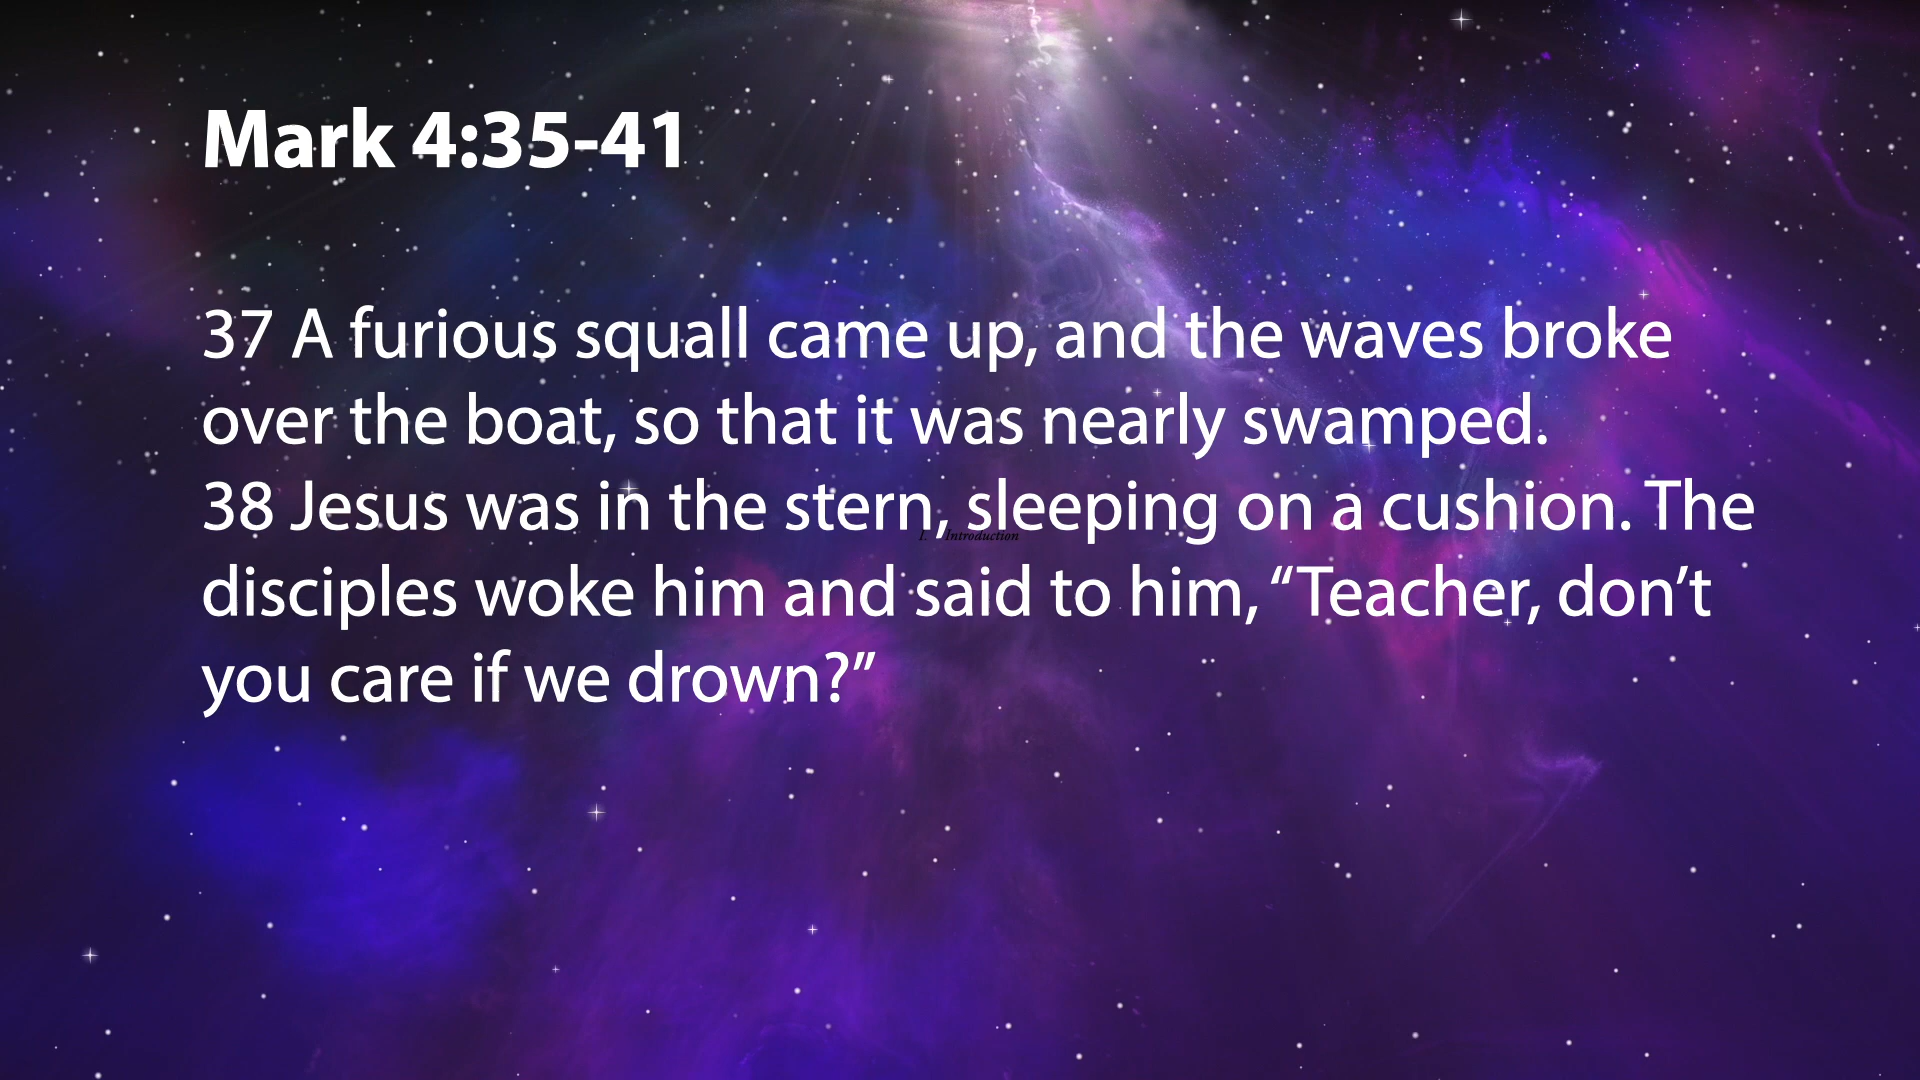 Mark 4:35-41
37 A furious squall came up, and the waves broke
over the boat, so that it was nearly swamped.
38 Jesus was in the stern, sleeping on a cushion. The
I. Introduction
disciples woke him and said to him, “Teacher, don’t
you care if we drown?”